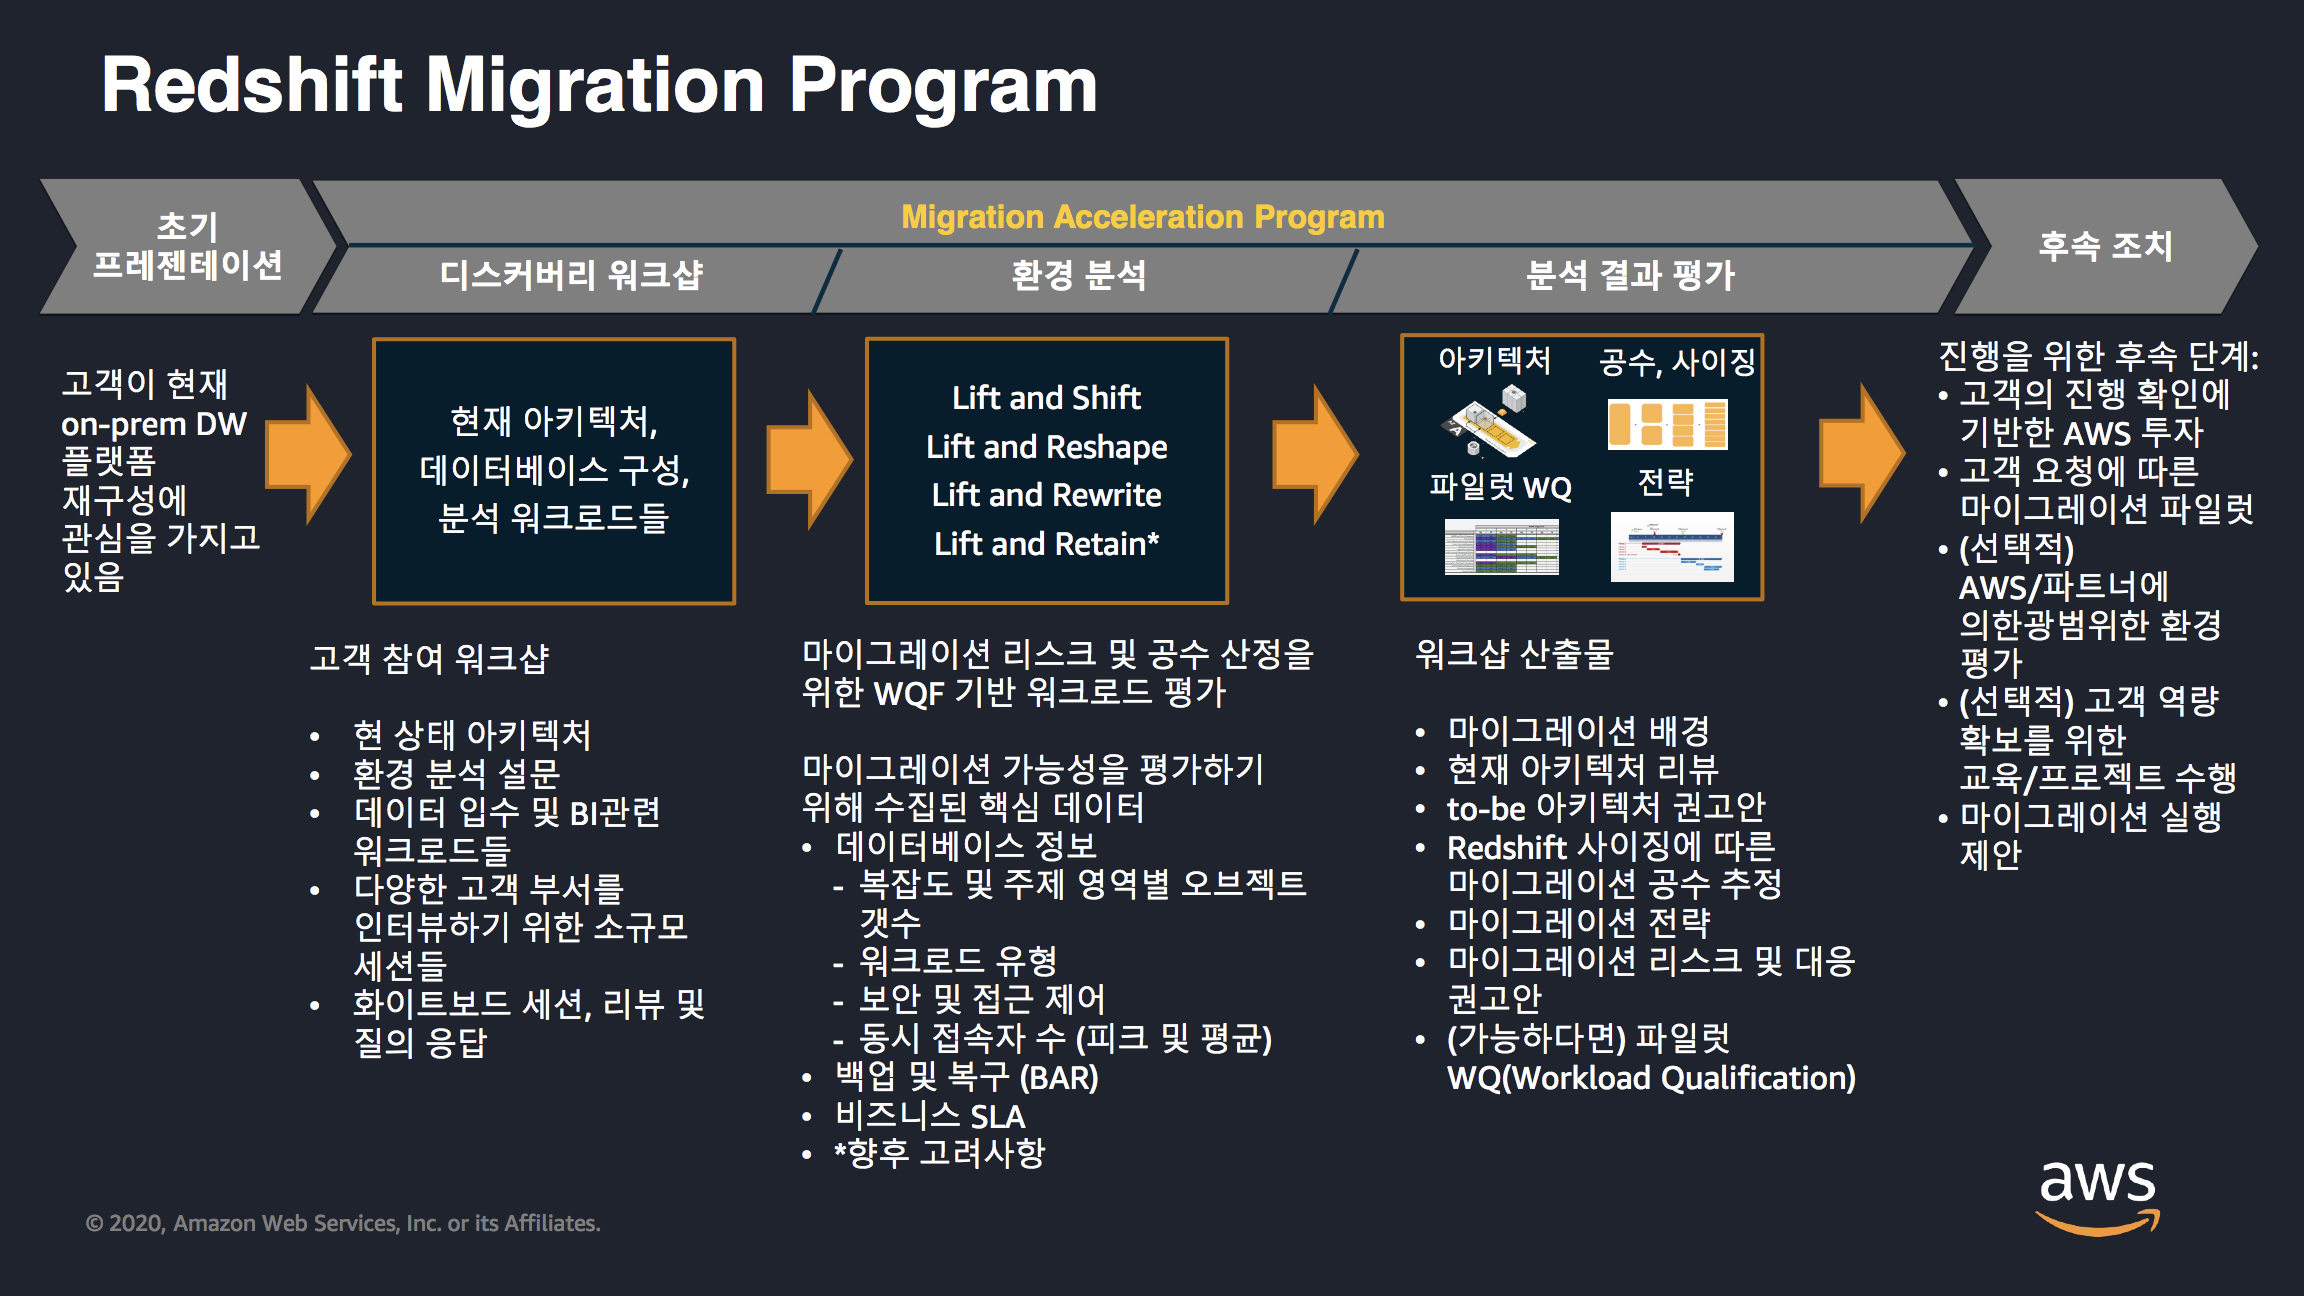 Redshift Migration Program
초기
프레젠테이션
Migration Acceleration Program
디스커버리 워크샵
환경 분석
분석 결과 평가
후속 조치
고객이 현재
on-prem DW
플랫폼
재구성에
관심을 가지고
있음
현재 아키텍처,
데이터베이스 구성,
분석 워크로드들
Lift and Shift
Lift and Reshape
Lift and Rewrite
Lift and Retain*
아키텍처
공수, 사이징
파일럿 WQ
전략
진행을 위한 후속 단계:
• 고객의 진행 확인에
기반한 AWS 투자
• 고객 요청에 따른
마이그레이션 파일럿
• (선택적)
AWS/파트너에
의한광범위한 환경
평가
• (선택적) 고객 역량
확보를 위한
교육/프로젝트 수행
• 마이그레이션 실행
제안
고객 참여 워크샵
• 현 상태 아키텍처
• 환경 분석 설문
• 데이터 입수 및 BI관련
워크로드들
• 다양한 고객 부서를
인터뷰하기 위한 소규모
세션들
• 화이트보드 세션, 리뷰 및
질의 응답
마이그레이션 리스크 및 공수 산정을
위한 WQF 기반 워크로드 평가
마이그레이션 가능성을 평가하기
위해 수집된 핵심 데이터
• 데이터베이스 정보
- 복잡도 및 주제 영역별 오브젝트
갯수
- 워크로드 유형
- 보안 및 접근 제어
- 동시 접속자 수 (피크 및 평균)
• 백업 및 복구 (BAR)
• 비즈니스 SLA
• *향후 고려사항
워크샵 산출물
• 마이그레이션 배경
• 현재 아키텍처 리뷰
• to-be 아키텍처 권고안
• Redshift 사이징에 따른
마이그레이션 공수 추정
• 마이그레이션 전략
• 마이그레이션 리스크 및 대응
권고안
• (가능하다면) 파일럿
WQ(Workload Qualification)
© 2020, Amazon Web Services, Inc. or its Affiliates.
aws